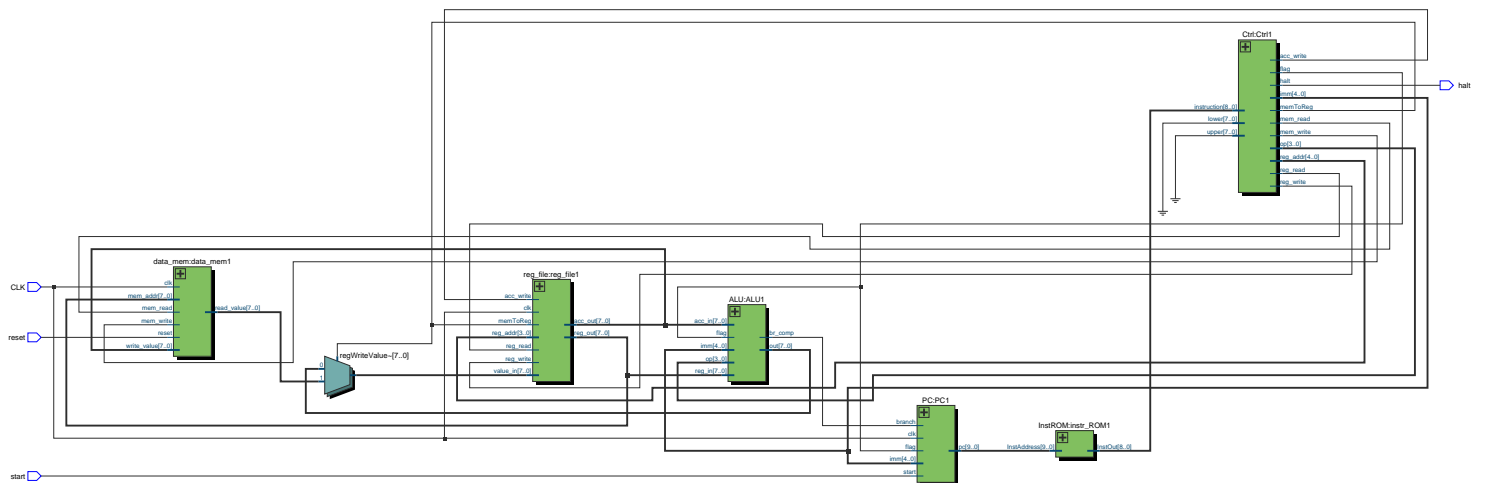 Ctrl:Ctrl1
instruction[8..0]
lower[7..0]
upper[7..0]
acc_write
flag
halt
imm[4..0]
memToReg
mem_read
mem_write
op[3..0]
reg_addr[4..0]
reg_read
reg_write
halt
CLK
reset
start
data_mem:data_mem1
clk
mem_addr[7..0]
mem_read
mem_write
reset
write_value[7..0]
read_value[7..0]
regWriteValue~[7..0]
0
1
reg_file:reg_file1
acc_write
clk
memToReg
reg_addr[3..0]
reg_read
reg_write
value_in[7..0]
acc_out[7..0]
reg_out[7..0]
ALU:ALU1
acc_in[7..0]
flag
imm[4..0]
op[3..0]
reg_in[7..0]
br_comp
out[7..0]
PC:PC1
branch
clk
flag
imm[4..0]
start
pc[9..0]
InstROM:instr_ROM1
InstAddress[9..0]
InstOut[8..0]